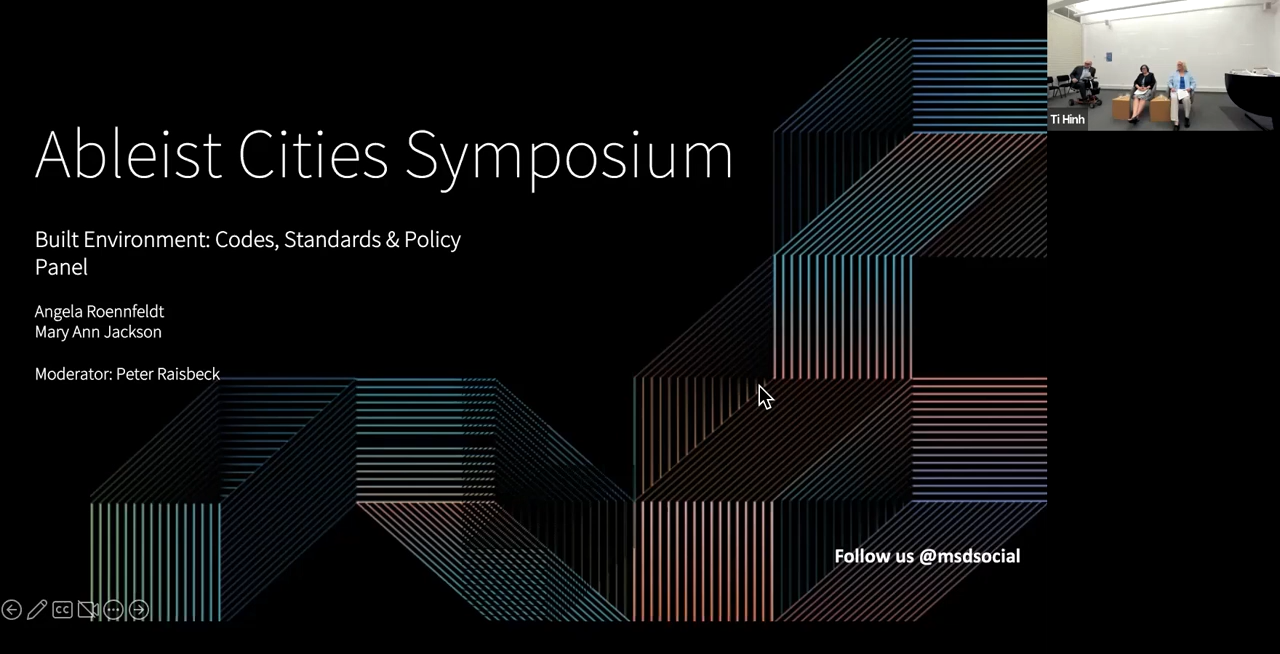 Ableist Cities Symposium
Built Environment: Codes, Standards & Policy
Panel
Angela Roennfeldt
Mary Ann Jackson
Moderator: Peter Raisbeck
Follow us @msdsocial
CC
Ti Hinh